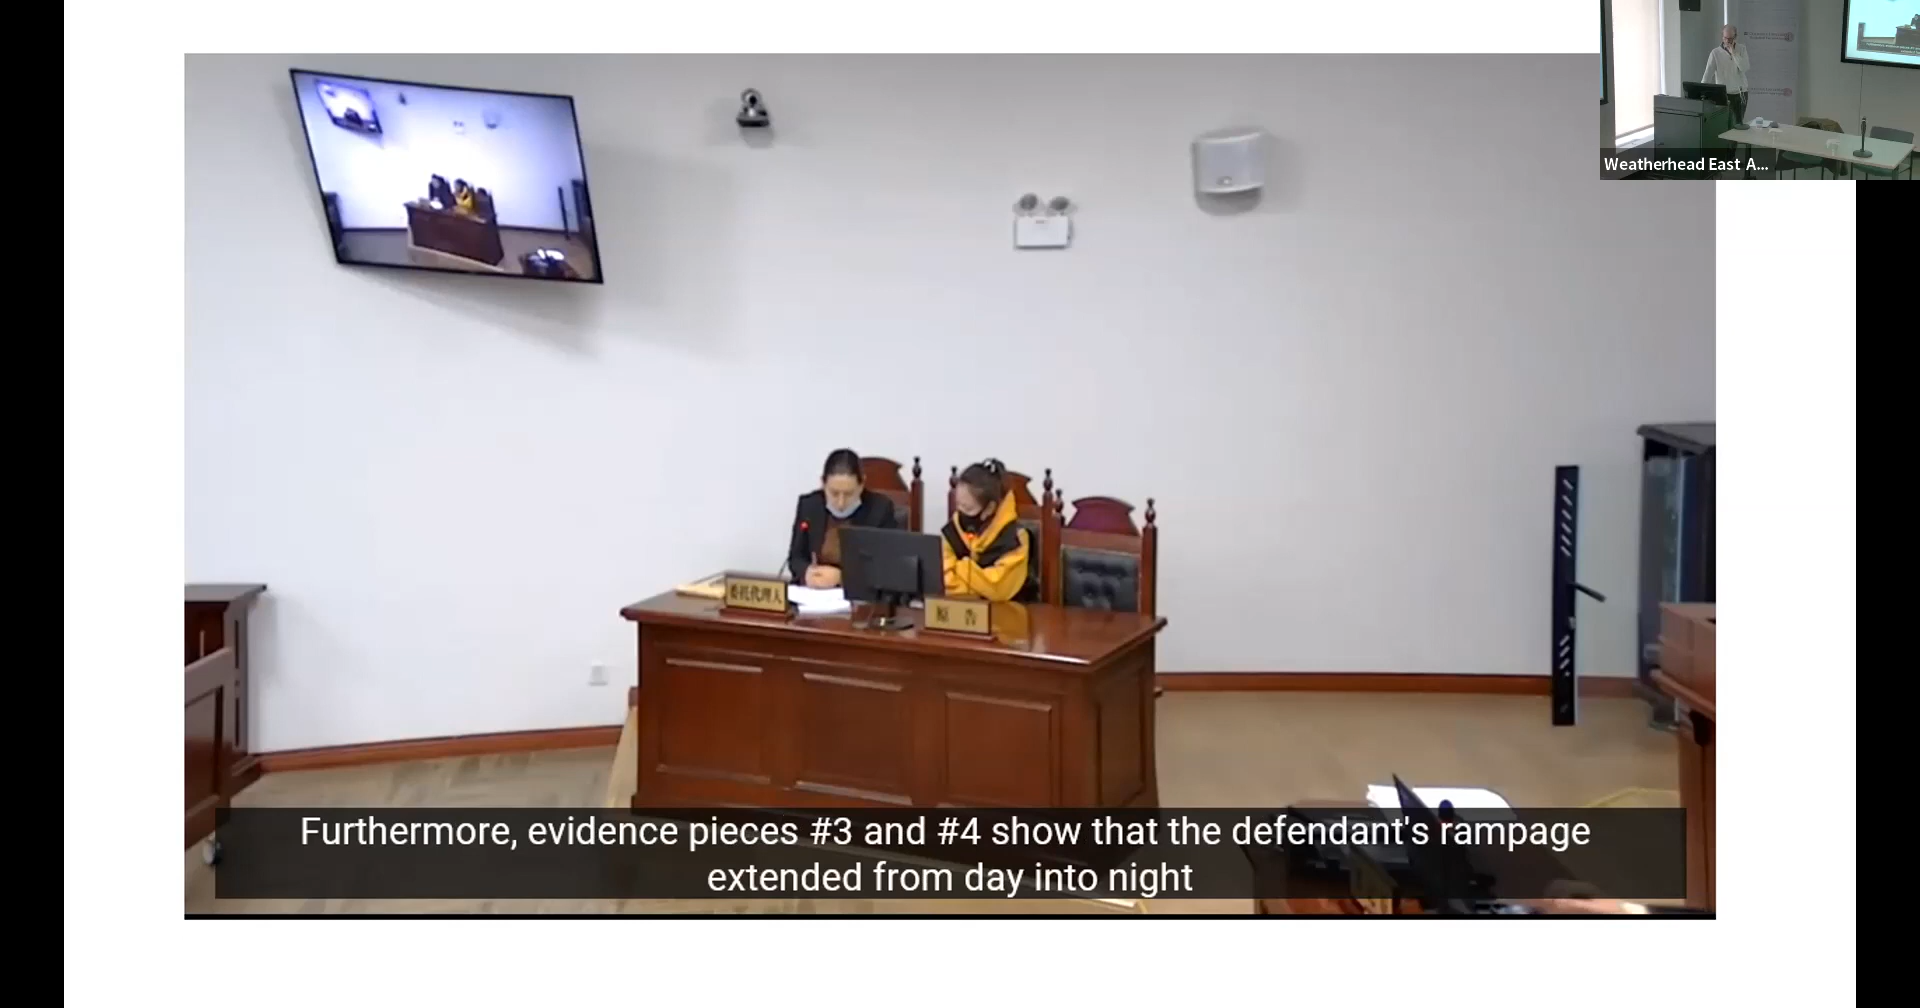 Weatherhead East A...
委托代理人
原 告
Furthermore, evidence pieces #3 and #4 show that the defendant's rampage
extended from day into night